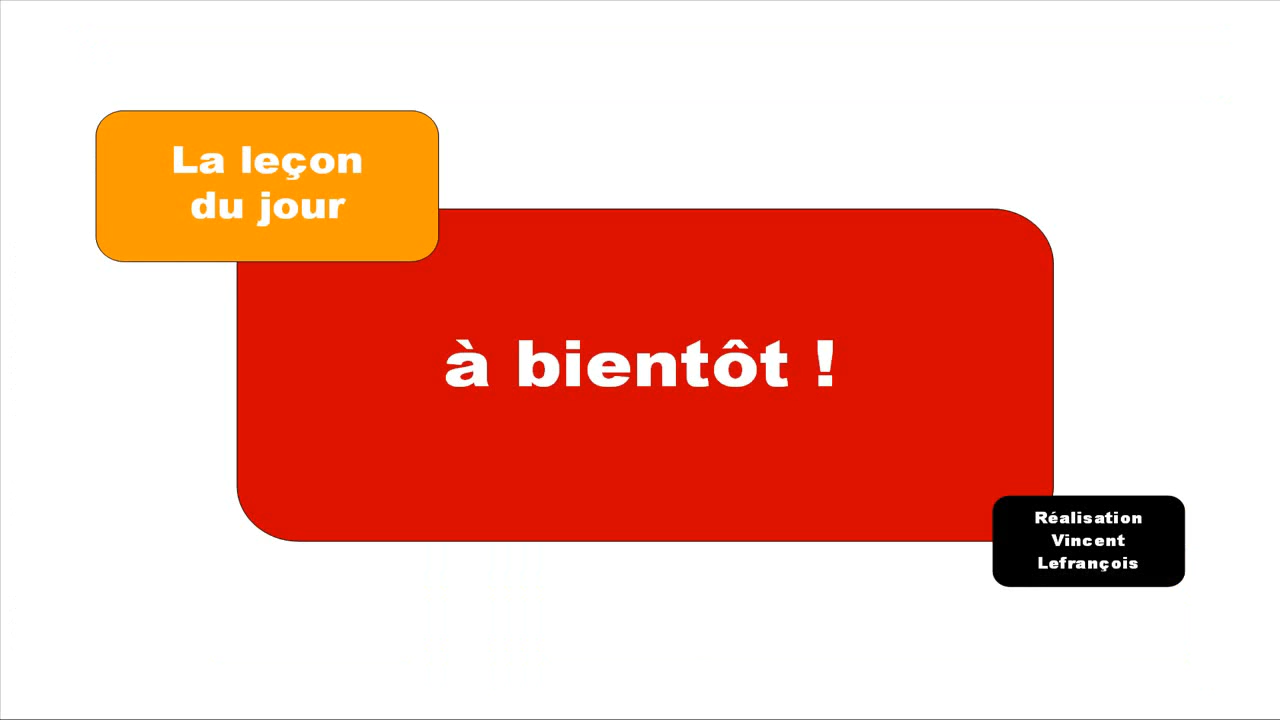 La leçon
du jour
à bientôt !
Réalisation
Vincent
Lefrançois